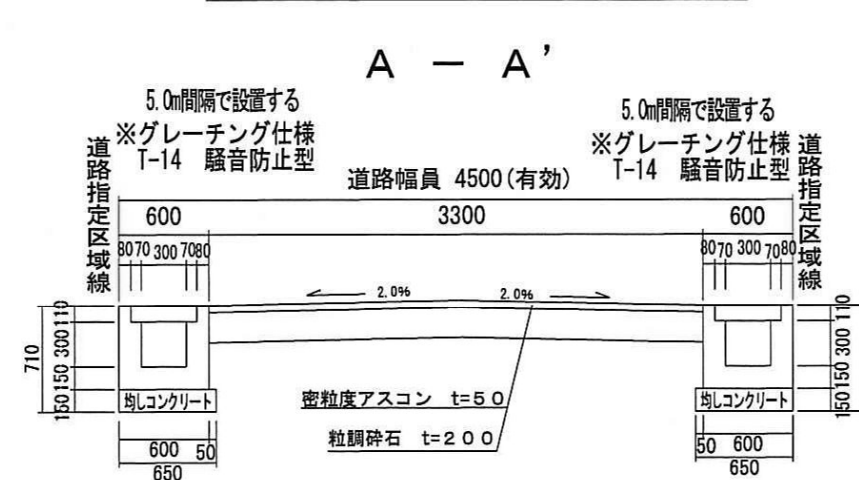 A － A’
5.0m間隔で設置する
※グレーチング仕様
T-14　騒音防止型
5.0m間隔で設置する
※グレーチング仕様
T-14　騒音防止型
道路指定区域線
道路指定区域線
道路幅員 4500(有効)
600
3300
600
80 70 300 70 80
80 70 300 70 80
2.0%
2.0%
710
110
300
150
150
110
300
150
150
均しコンクリート
均しコンクリート
密粒度アスコン　t=50
粒調砕石　t=200
600 50
650
50 600
650